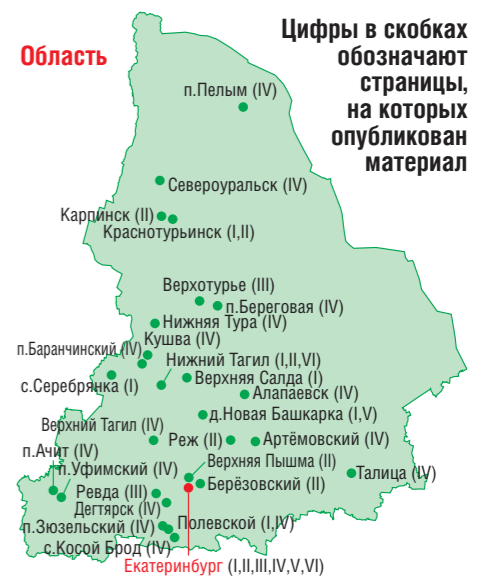 Область
Цифры в скобках
обозначают
страницы,
на которых
опубликован
материал
п.Пелым (IV)
Североуральск (IV)
Карпинск (II)
Краснотурьинск (I,II)
Верхотурье (III)
п.Береговая (IV)
Нижняя Тура (IV)
Кушва (IV)
п.Баранчинский (IV)
Нижний Тагил (I,II,VI)
с.Серебрянка (I)
Верхняя Салда (I)
Алапаевск (IV)
д.Новая Башкарка (I,V)
Верхний Тагил (IV)
Реж (II)
Артёмовский (IV)
п.Ачит (IV)
п.Уфимский (IV)
Верхняя Пышма (II)
Талица (IV)
Ревда (III)
Берёзовский (II)
Дегтярск (IV)
п.Зюзельский (IV)
Полевской (I,IV)
с.Косой Брод (IV)
Екатеринбург (I,II,III,IV,V,VI)